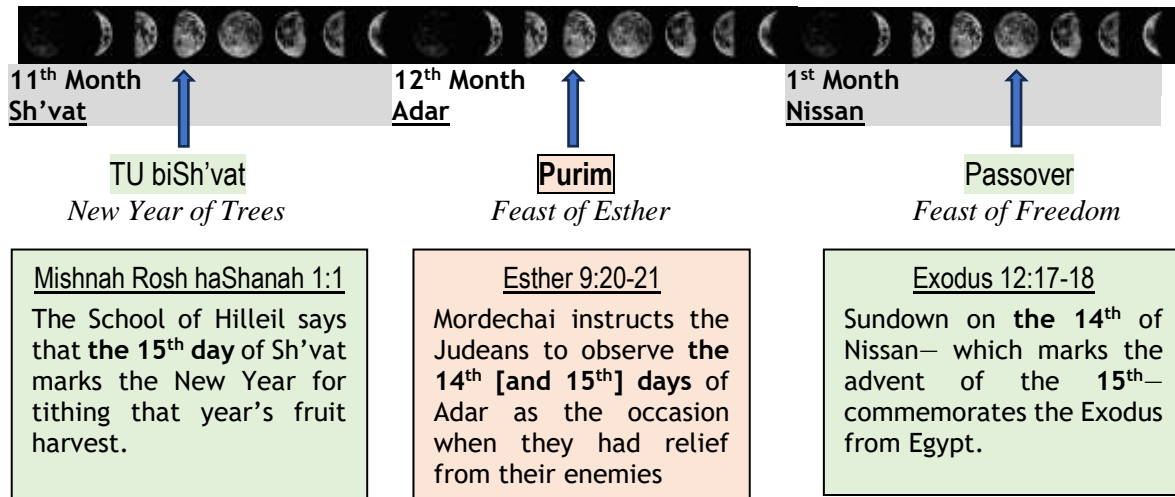 11th Month
Sh’vat
12th Month
Adar
1st Month
Nissan
TU biSh’vat
New Year of Trees
Purim
Feast of Esther
Passover
Feast of Freedom
Mishnah Rosh haShanah 1:1
The School of Hilleil says
that the 15th day of Sh’vat
marks the New Year for
tithing that year’s fruit
harvest.
Esther 9:20-21
Mordechai instructs the
Judeans to observe the
14th [and 15th] days of
Adar as the occasion
when they had relief
from their enemies
Exodus 12:17-18
Sundown on the 14th of
Nissan— which marks the
advent of the 15th—
commemorates the Exodus
from Egypt.